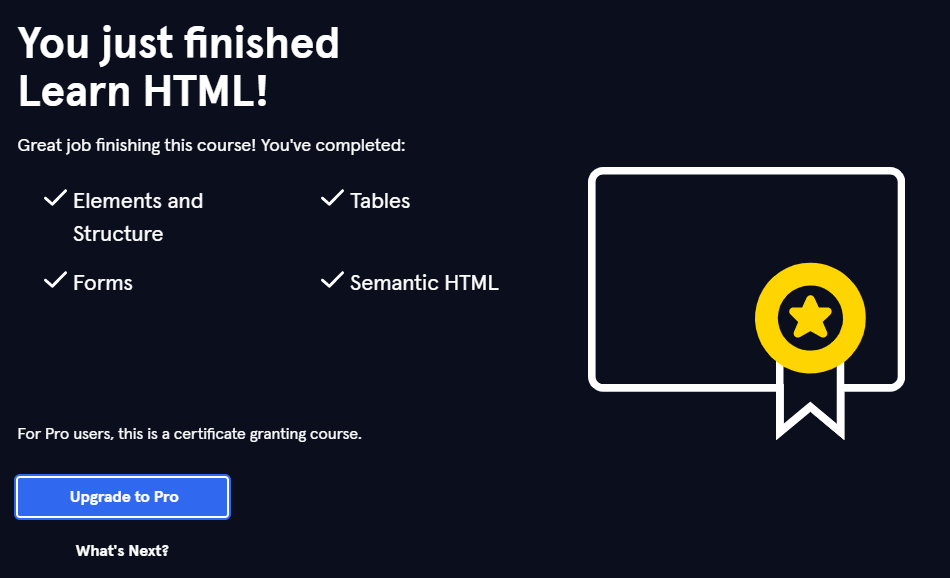 You just finished
Learn HTML!
Great job finishing this course! You've completed:
Elements and
Structure
Tables
Forms
Semantic HTML
For Pro users, this is a certificate granting course.
Upgrade to Pro
What's Next?